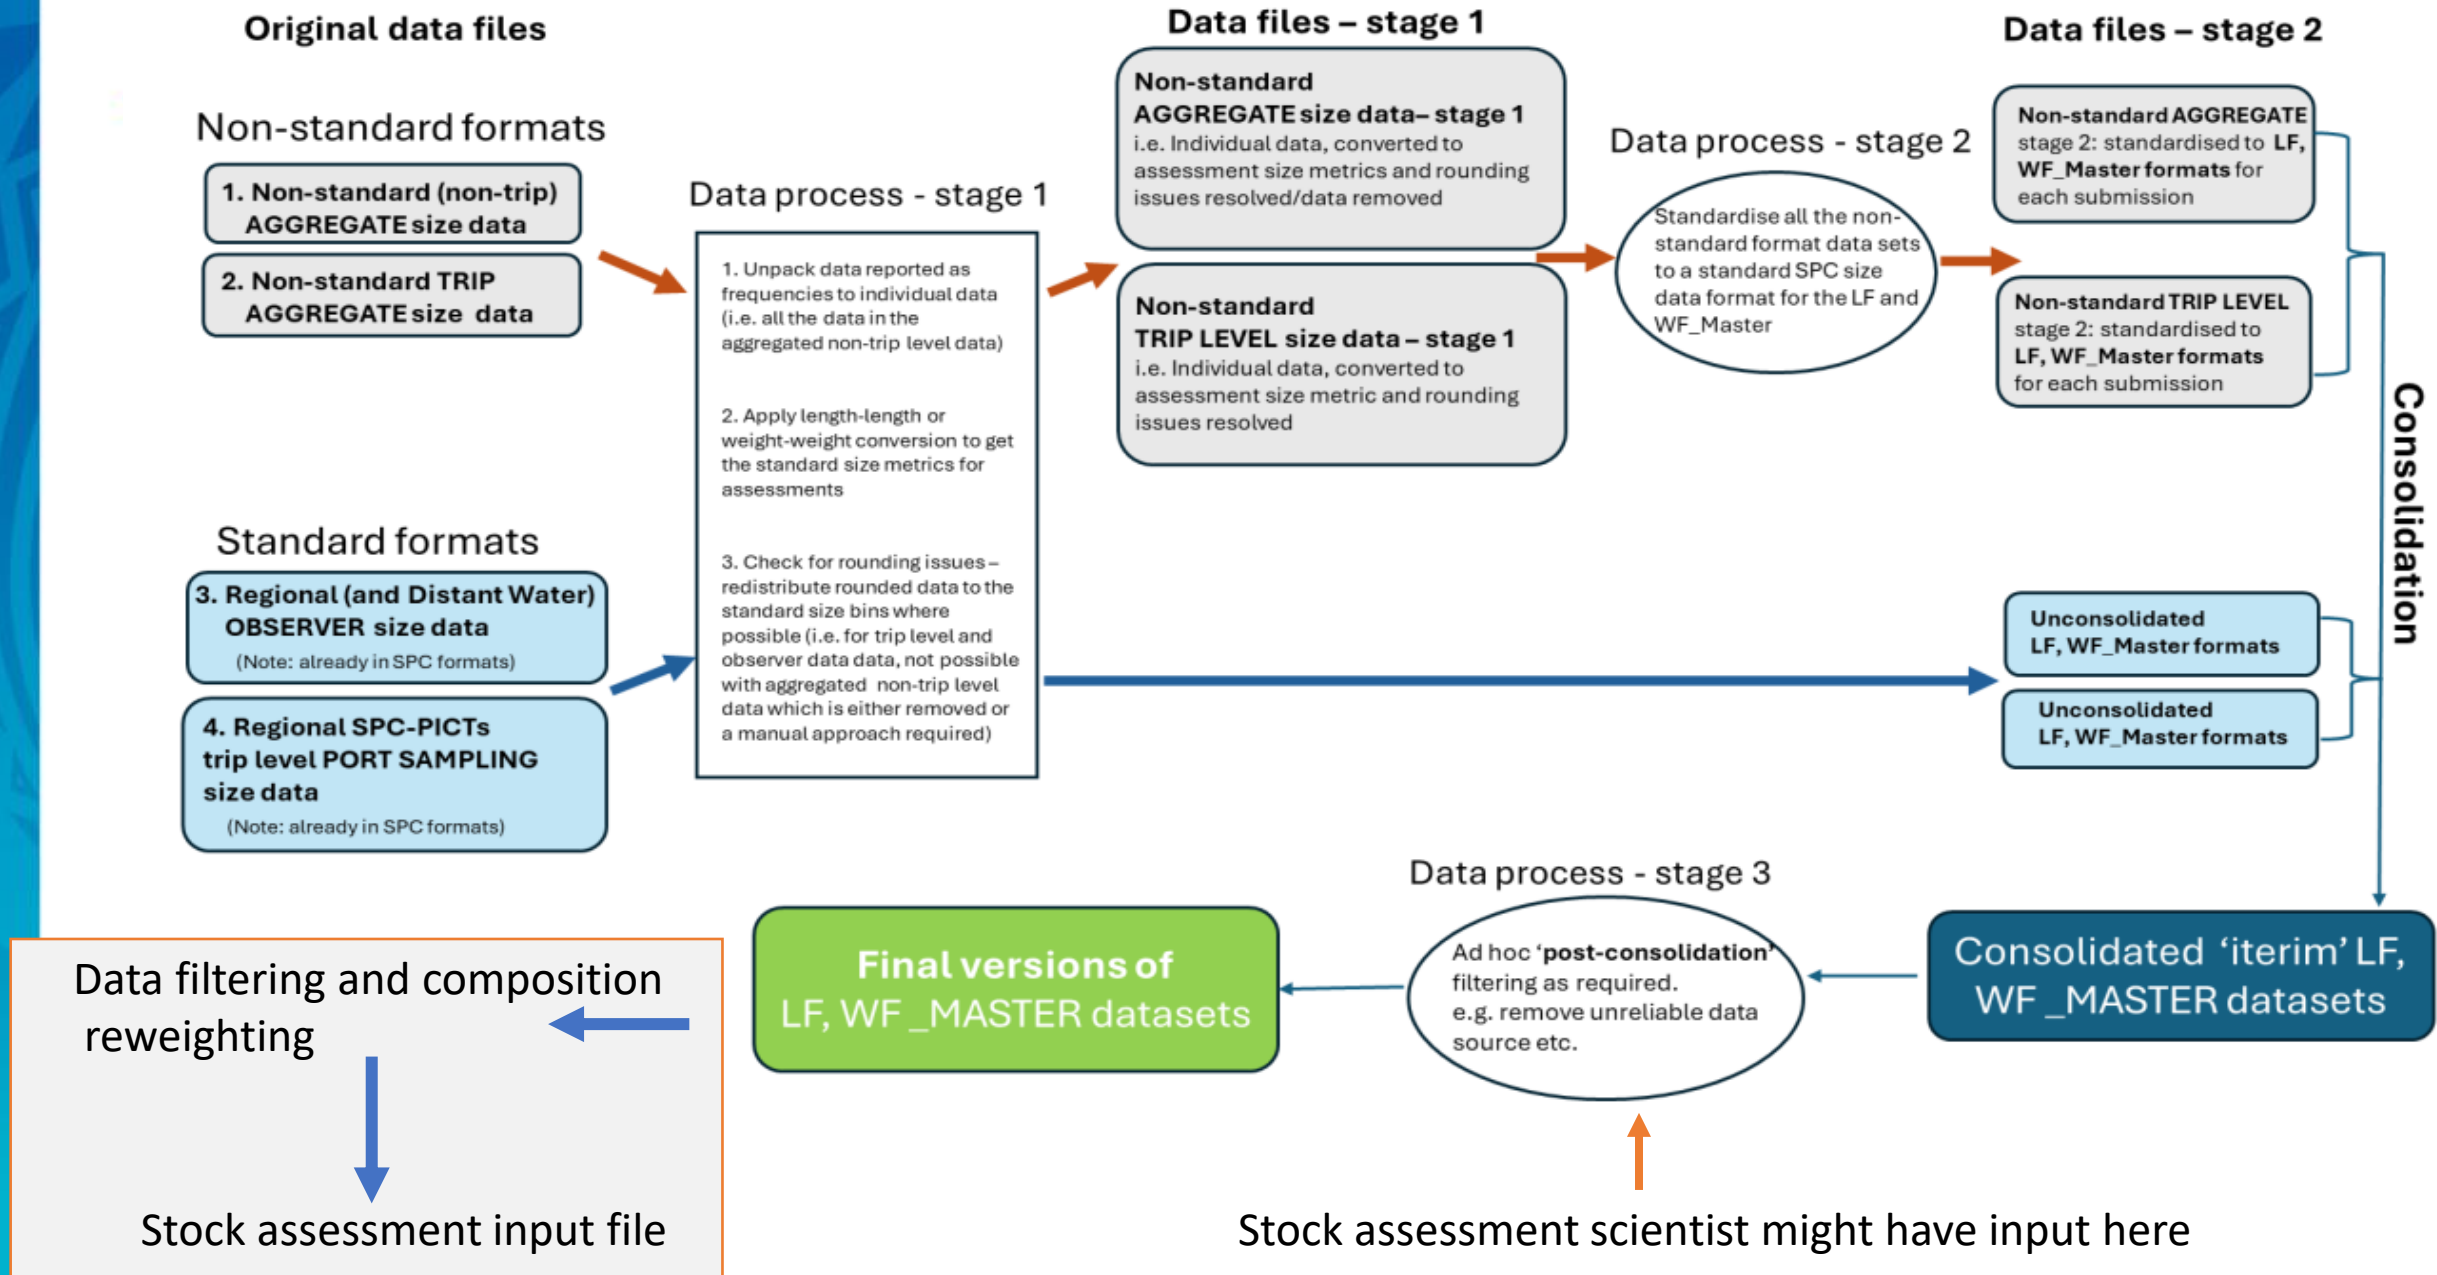 Original data files
Non-standard formats
1. Non-standard (non-trip)
AGGREGATE size data
2. Non-standard TRIP
AGGREGATE size data
Standard formats
3. Regional (and Distant Water)
OBSERVER size data
(Note: already in SPC formats)
4. Regional SPC-PICTs
trip level PORT SAMPLING
size data
(Note: already in SPC formats)
Data process - stage 1
1. Unpack data reported as
frequencies to individual data
(i.e. all the data in the
aggregated non-trip level data)
2. Apply length-length or
weight-weight conversion to get
the standard size metrics for
assessments
3. Check for rounding issues –
redistribute rounded data to the
standard size bins where
possible (i.e. for trip level and
observer data data, not possible
with aggregated non-trip level
data which is either removed or
a manual approach required)
Data files – stage 1
Non-standard
AGGREGATE size data– stage 1
i.e. Individual data, converted to
assessment size metrics and rounding
issues resolved/data removed
Non-standard
TRIP LEVEL size data – stage 1
i.e. Individual data, converted to
assessment size metric and rounding
issues resolved
Data process - stage 2
Standardise all the non-
standard format data sets
to a standard SPC size
data format for the LF and
WF_Master
Data files – stage 2
Non-standard AGGREGATE
stage 2: standardised to LF,
WF_Master formats for
each submission
Non-standard TRIP LEVEL
stage 2: standardised to
LF, WF_Master formats
for each submission
Unconsolidated
LF, WF_Master formats
Unconsolidated
LF, WF_Master formats
Consolidation
Consolidated ‘iterim’ LF,
WF _MASTER datasets
Data process - stage 3
Ad hoc ‘post-consolidation’
filtering as required.
e.g. remove unreliable data
source etc.
Stock assessment scientist might have input here
Final versions of
LF, WF _MASTER datasets
Data filtering and composition
reweighting
Stock assessment input file